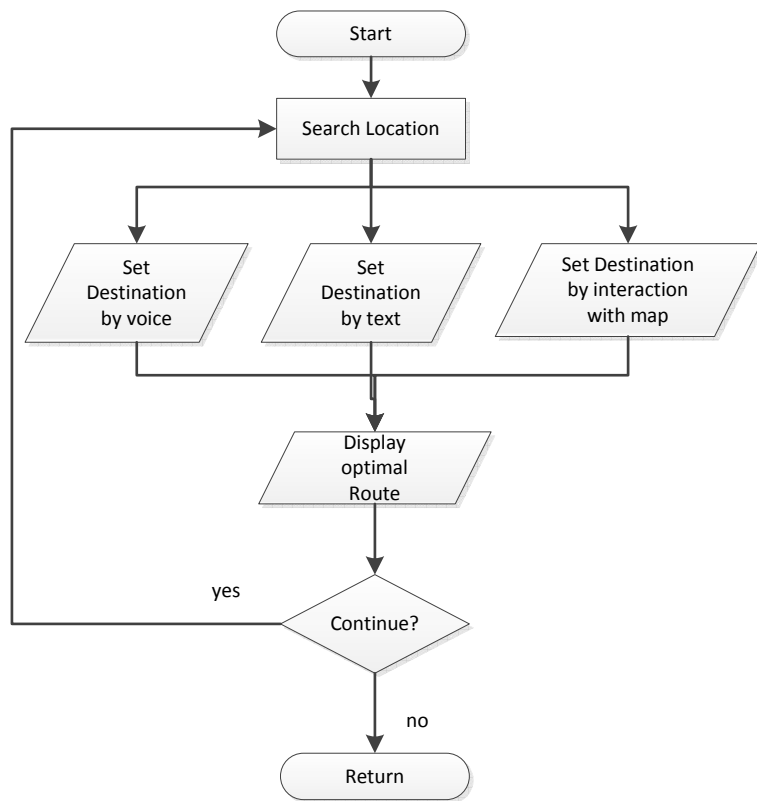 Start
Search Location
Set
Destination
by voice
Set
Destination
by text
Set Destination
by interaction
with map
Display
optimal
Route
yes
Continue?
no
Return